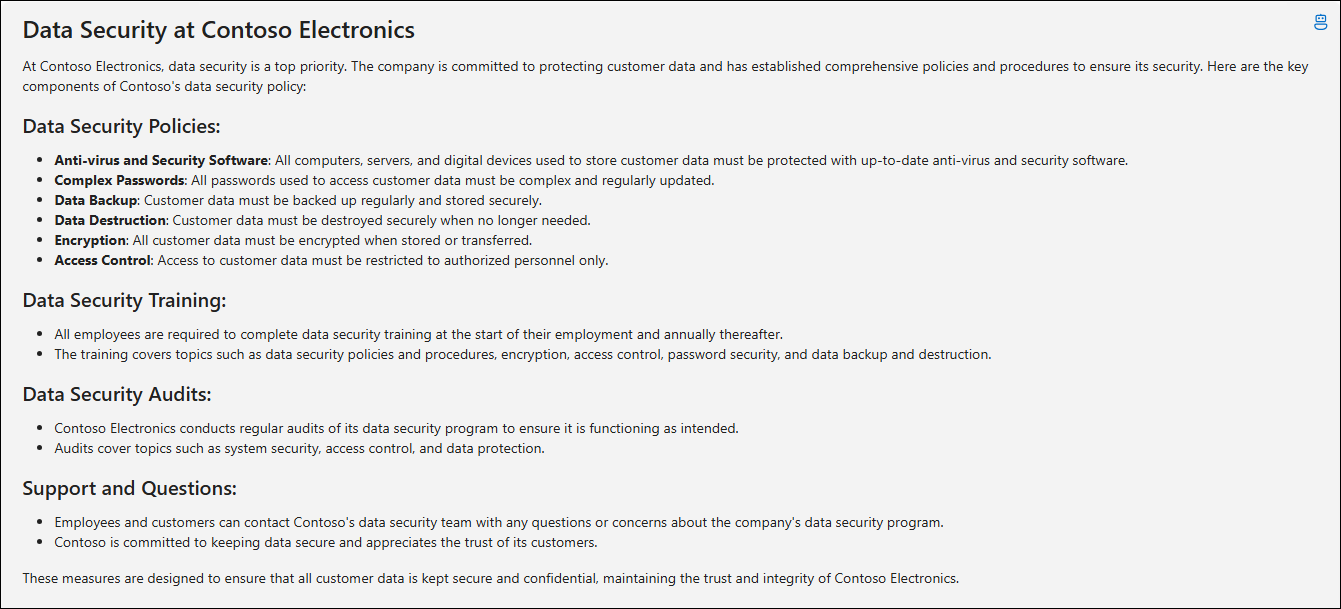 Data Security at Contoso Electronics
At Contoso Electronics, data security is a top priority. The company is committed to protecting customer data and has established comprehensive policies and procedures to ensure its security. Here are the key
components of Contoso's data security policy:
Data Security Policies:
• Anti-virus and Security Software: All computers, servers, and digital devices used to store customer data must be protected with up-to-date anti-virus and security software.
• Complex Passwords: All passwords used to access customer data must be complex and regularly updated.
• Data Backup: Customer data must be backed up regularly and stored securely.
• Data Destruction: Customer data must be destroyed securely when no longer needed.
• Encryption: All customer data must be encrypted when stored or transferred.
• Access Control: Access to customer data must be restricted to authorized personnel only.
Data Security Training:
• All employees are required to complete data security training at the start of their employment and annually thereafter.
• The training covers topics such as data security policies and procedures, encryption, access control, password security, and data backup and destruction.
Data Security Audits:
• Contoso Electronics conducts regular audits of its data security program to ensure it is functioning as intended.
• Audits cover topics such as system security, access control, and data protection.
Support and Questions:
• Employees and customers can contact Contoso's data security team with any questions or concerns about the company's data security program.
• Contoso is committed to keeping data secure and appreciates the trust of its customers.
These measures are designed to ensure that all customer data is kept secure and confidential, maintaining the trust and integrity of Contoso Electronics.